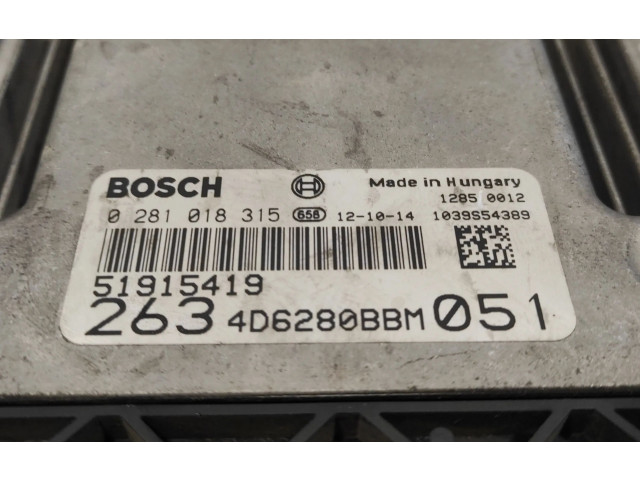 BOSCH Made in Hungary
1285 0012
0 281 018 315 658 12-10-14 1039S54389
51915419
263 4D6280BBM 051